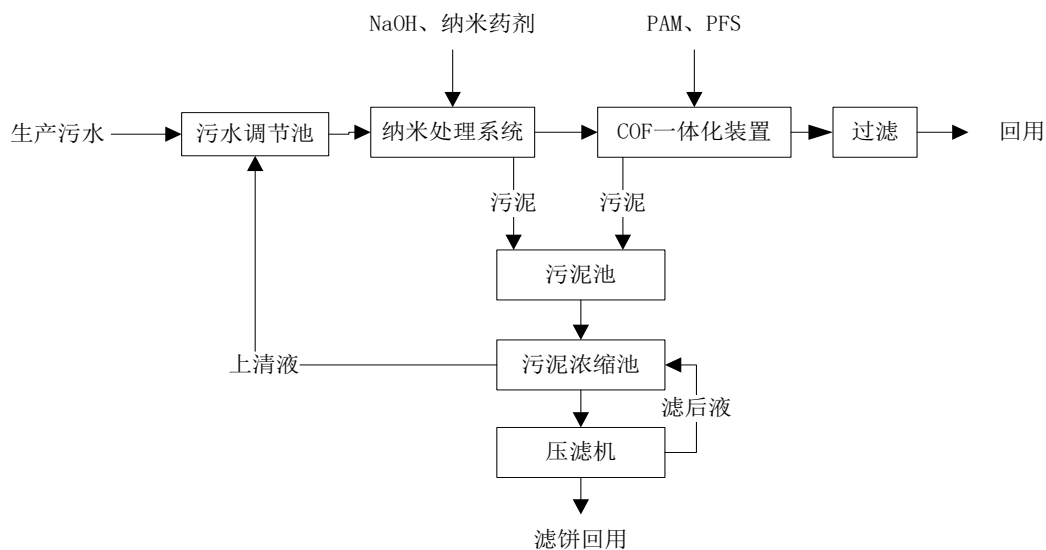 NaOH、纳米药剂
PAM、PFS
生产污水
污水调节池
纳米处理系统
COF一体化装置
过滤
回用
污泥
污泥
污泥池
上清液
污泥浓缩池
滤后液
压滤机
滤饼回用